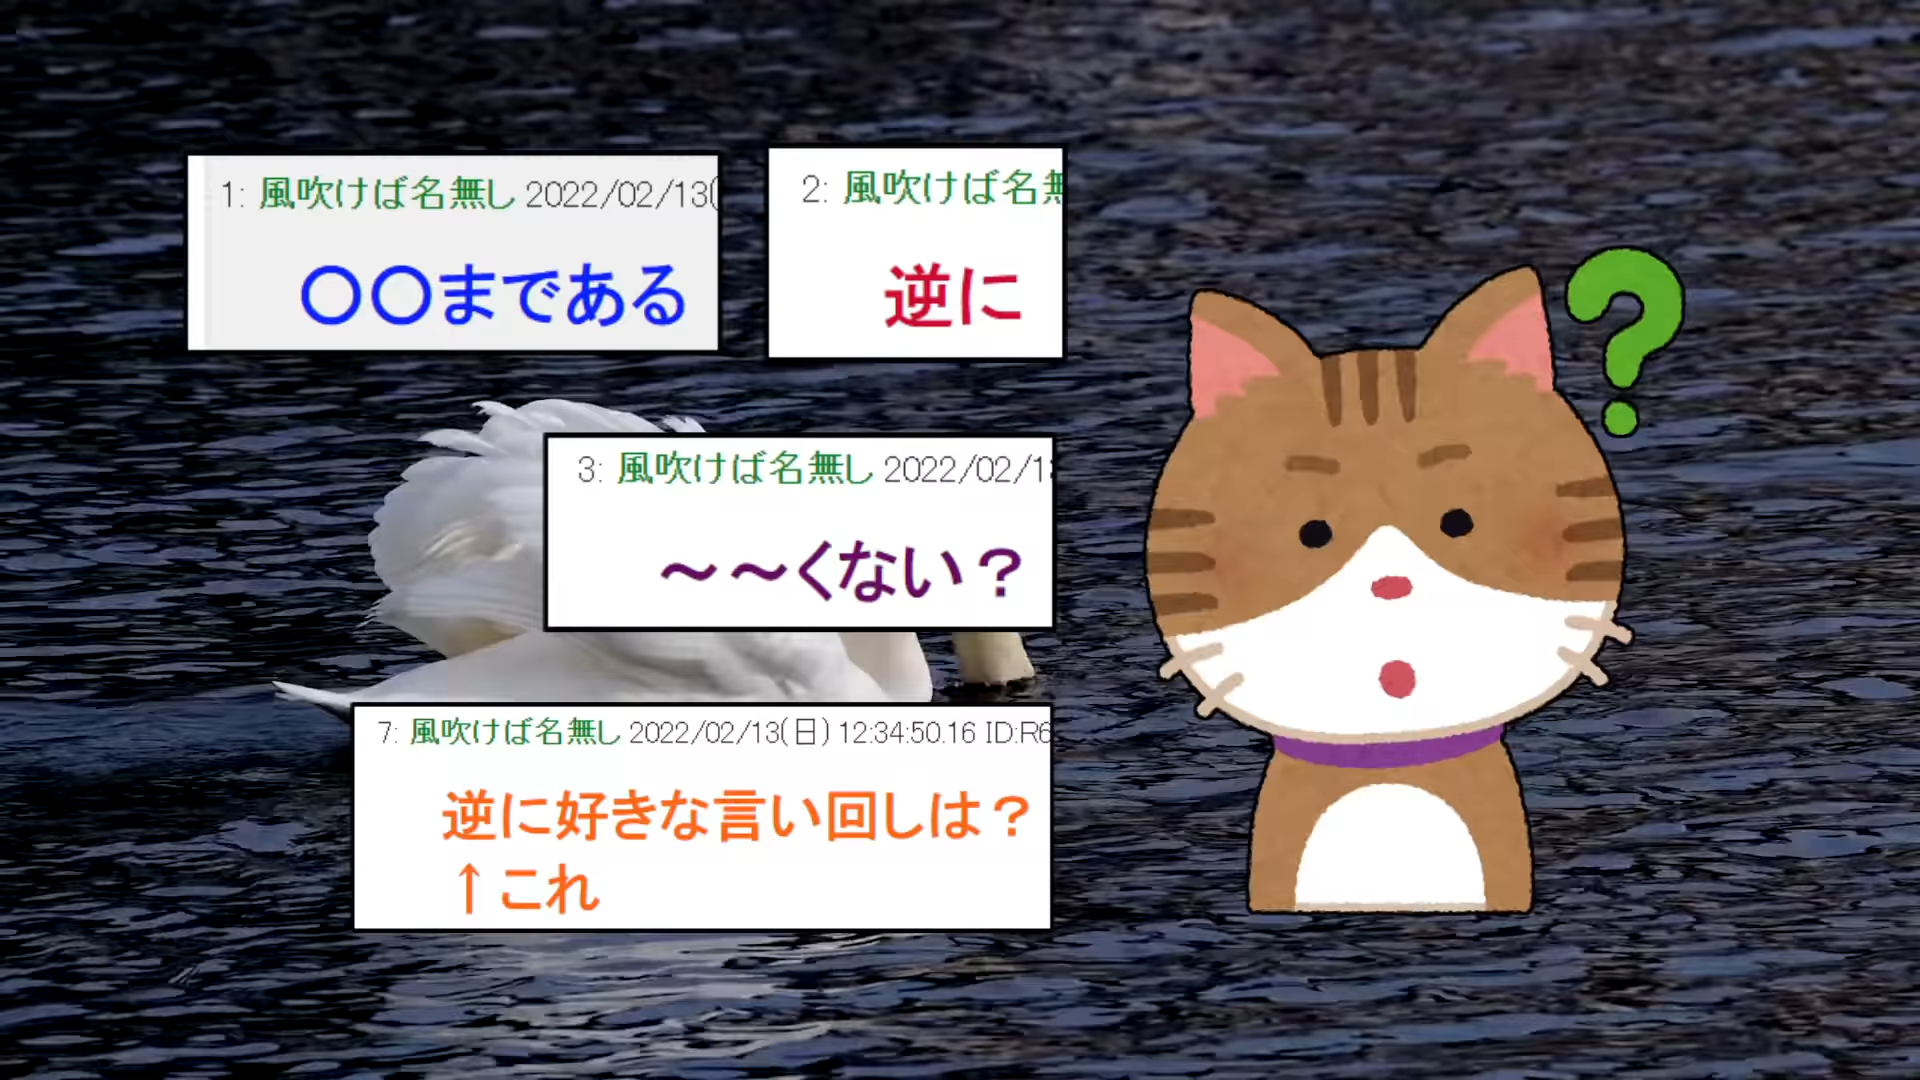 1: 風吹けば名無し 2022/02/13(
〇〇まである
2: 風吹けば名無
逆に
3: 風吹けば名無し 2022/02/1
～～くない？
7: 風吹けば名無し 2022/02/13(日) 12:34:50.16 ID:R6
逆に好きな言い回しは？
↑これ